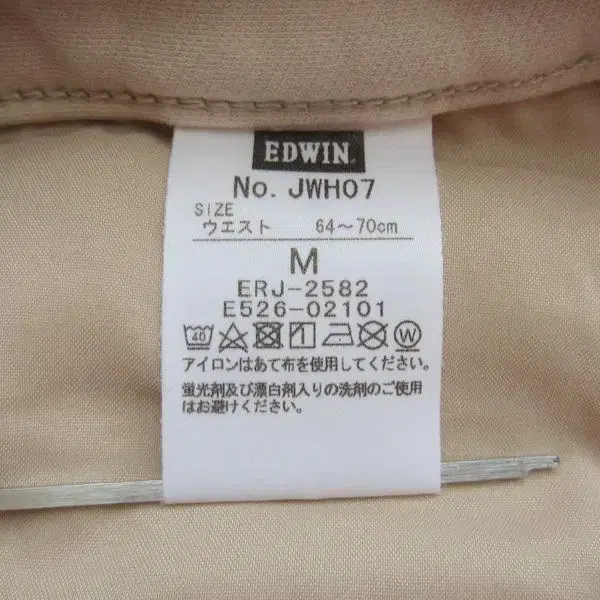 EDWIN
No. JWH07
SIZE
ウエスト 64～70cm
M
ERJ-2582
E526-02101
40 W
アイロンはあて布を使用してください。
蛍光剤及び漂白剤入りの洗剤のご使用
はお避けください。